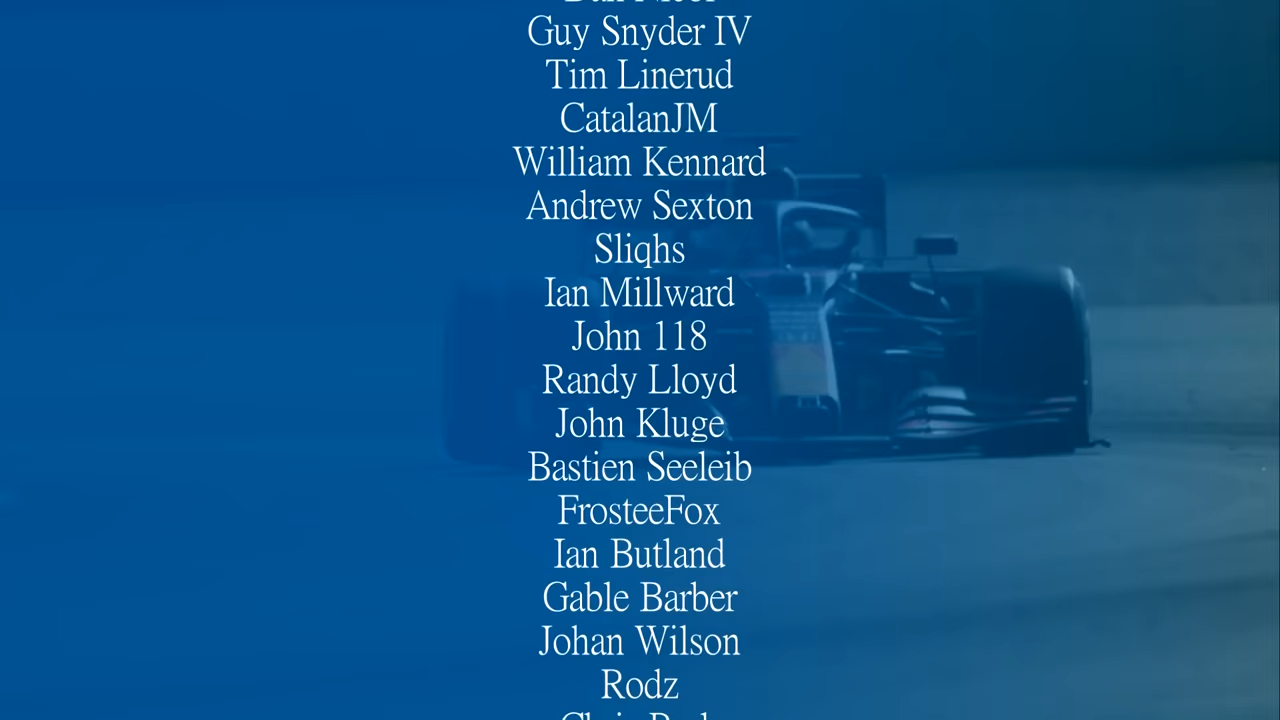 Guy Snyder IV
Tim Linerud
CatalanJM
William Kennard
Andrew Sexton
Sliqhs
Ian Millward
John 118
Randy Lloyd
John Kluge
Bastien Seeleib
FrosteeFox
Ian Butland
Gable Barber
Johan Wilson
Rodz